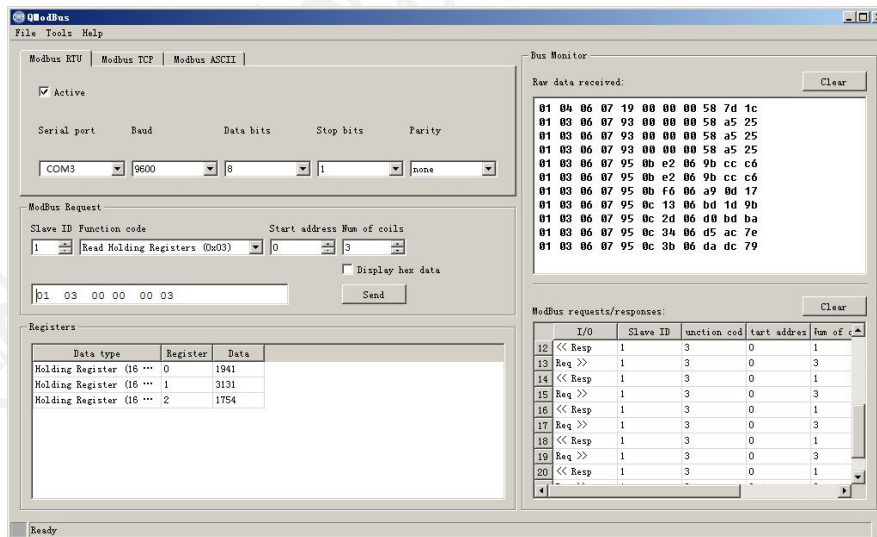 QModBus
File Tools Help
Modbus RTU Modbus TCP Modbus ASCII
Active
Serial port Baud Data bits Stop bits Parity
COM3 9600 8 1 none
ModBus Request
Slave ID Function code Start address Num of coils
1 Read Holding Registers (0x03) 0 3
Display hex data
01 03 00 00 00 03 Send
Registers
Data type Register Data
Holding Register (16 ··· 0 1941
Holding Register (16 ··· 1 3131
Holding Register (16 ··· 2 1754
Bus Monitor
Raw data received: Clear
01 04 06 07 19 00 00 00 58 7d 1c
01 03 06 07 93 00 00 00 58 a5 25
01 03 06 07 93 00 00 00 58 a5 25
01 03 06 07 93 00 00 00 58 a5 25
01 03 06 07 95 0b e2 06 9b cc c6
01 03 06 07 95 0b e2 06 9b cc c6
01 03 06 07 95 0b f6 06 a9 0d 17
01 03 06 07 95 0c 13 06 bd 1d 9b
01 03 06 07 95 0c 2d 06 d0 bd ba
01 03 06 07 95 0c 34 06 d5 ac 7e
01 03 06 07 95 0c 3b 06 da dc 79
ModBus requests/responses: Clear
I/O Slave ID unction cod tart addres um of c
12 << Resp 1 3 0 1
13 Req >> 1 3 0 3
14 << Resp 1 3 0 1
15 Req >> 1 3 0 3
16 << Resp 1 3 0 1
17 Req >> 1 3 0 3
18 << Resp 1 3 0 1
19 Req >> 1 3 0 3
20 << Resp 1 3 0 1
Ready